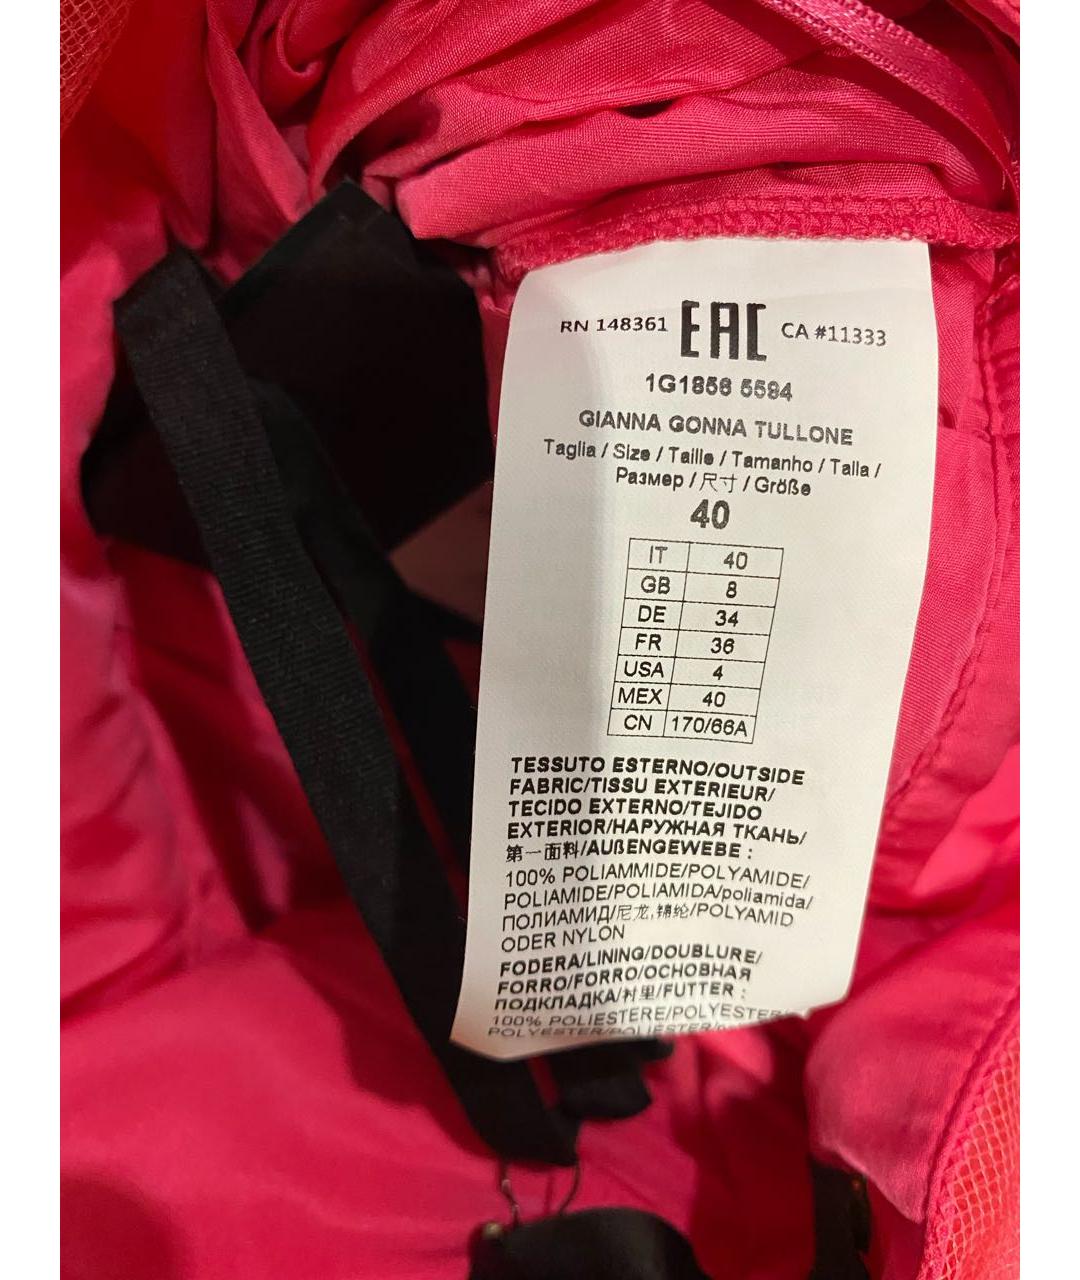 RN 148361 EAC CA #11333
1G1856 5584
GIANNA GONNA TULLONE
Taglia / Size / Taille / Tamanho / Talla /
Размер / 尺寸 / Größe
40
IT 40
GB 8
DE 34
FR 36
USA 4
MEX 40
CN 170/66A
TESSUTO ESTERNO/OUTSIDE
FABRIC/TISSU EXTERIEUR/
TECIDO EXTERNO/TEJIDO
EXTERIOR/НАРУЖНАЯ ТКАНЬ/
第一面料/AUßENGEWEBE :
100% POLIAMMIDE/POLYAMIDE/
POLIAMIDE/POLIAMIDA/poliamida/
ПОЛИАМИД/尼龙,锦纶/POLYAMID
ODER NYLON
FODERA/LINING/DOUBLURE/
FORRO/FORRO/ОСНОВНАЯ
ПОДКЛАДКА/衬里/FUTTER :
100% POLIESTERE/POLYESTER/
POLYESTER/POLIESTER/